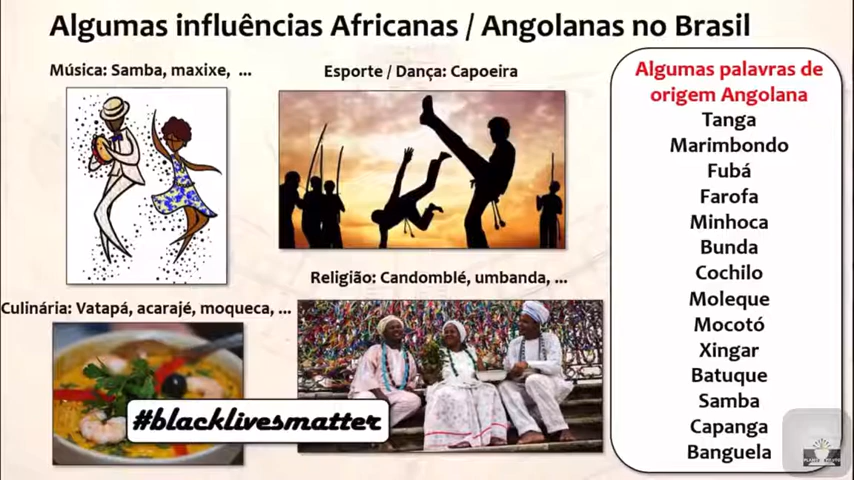 Algumas influências Africanas / Angolanas no Brasil
Música: Samba, maxixe, ...
Esporte / Dança: Capoeira
Religião: Candomblé, umbanda, ...
Culinária: Vatapá, acarajé, moqueca, ...
#blacklivesmatter
Algumas palavras de
origem Angolana
Tanga
Marimbondo
Fubá
Farofa
Minhoca
Bunda
Cochilo
Moleque
Mocotó
Xingar
Batuque
Samba
Capanga
Banguela